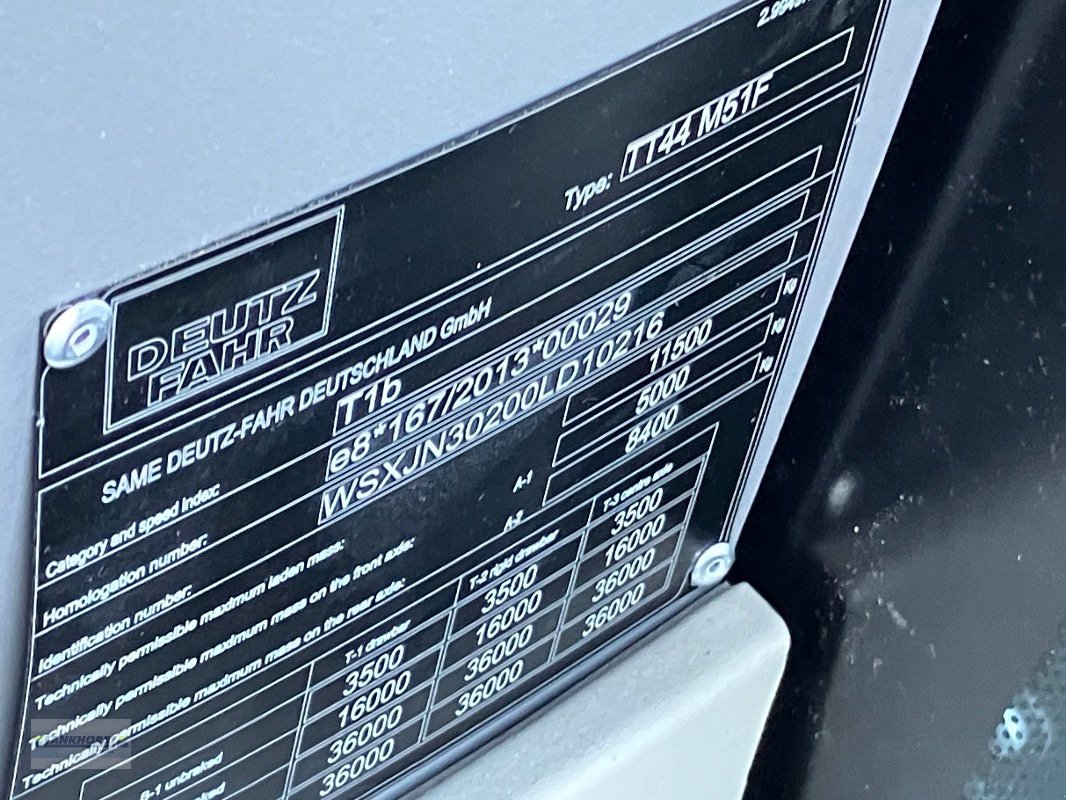 Type: TT44 M51F
DEUTZ
FAHR
SAME DEUTZ-FAHR DEUTSCHLAND GmbH
Category and speed index: T1b
Homologation number: e8*167/2013*00029
Identification number: WSXJN30200LD10216
Technically permissible maximum laden mass: 11500 Kg
Technically permissible maximum mass on the front axle: A-1 5000 Kg
Technically permissible maximum mass on the rear axle: A-2 8400 Kg
T-1 drawbar T-2 rigid drawbar T-3 centre axle
3500 3500 3500
B-1 unbraked 16000 16000 16000
36000 36000 36000
36000 36000 36000